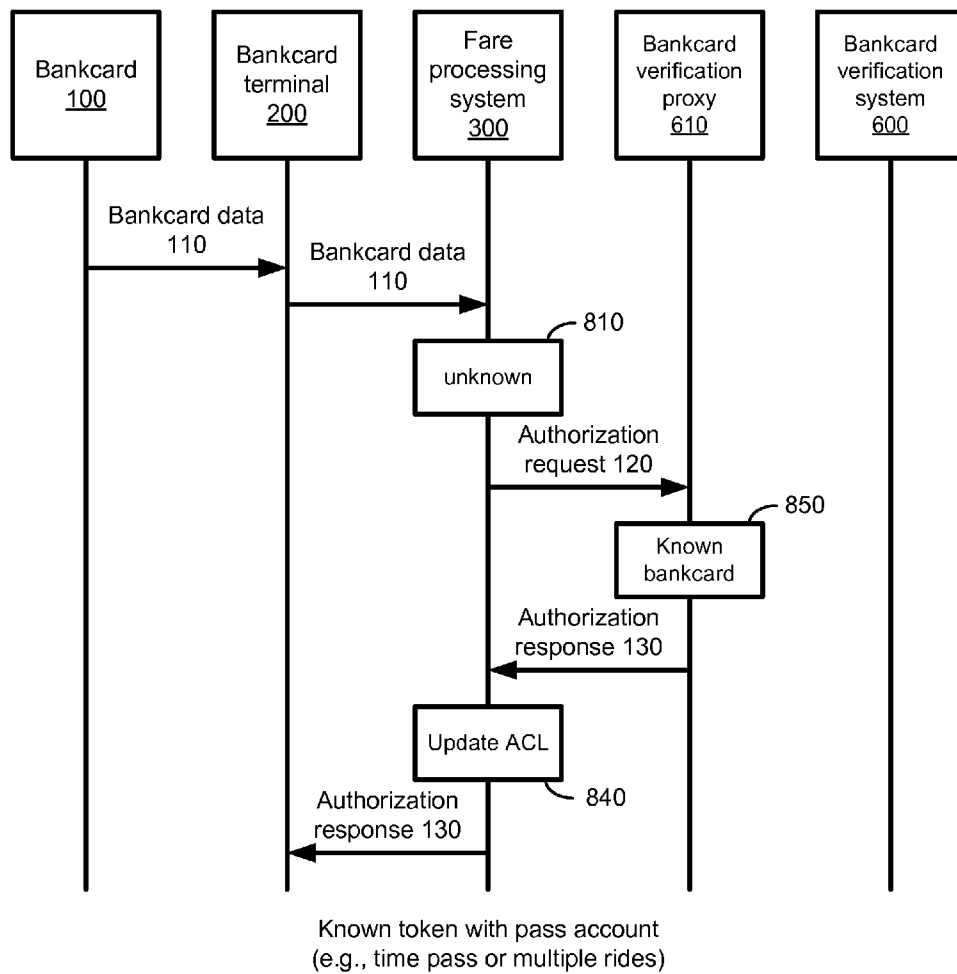 Bankcard
100
Bankcard
terminal
200
Fare
processing
system
300
Bankcard
verification
proxy
610
Bankcard
verification
system
600
Bankcard data
110
Bankcard data
110
810
unknown
Authorization
request 120
850
Known
bankcard
Authorization
response 130
Update ACL
840
Authorization
response 130
Known token with pass account
(e.g., time pass or multiple rides)